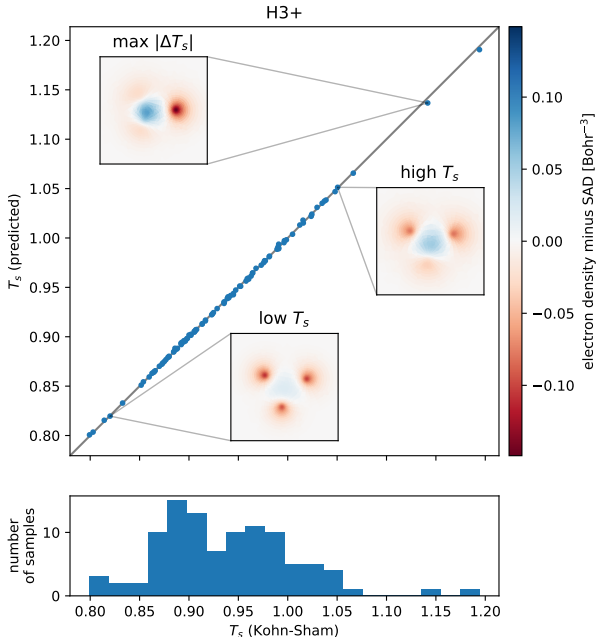 H3+
1.20
1.15
1.10
1.05
1.00
0.95
0.90
0.85
0.80
T_s (predicted)
max |ΔT_s|
high T_s
low T_s
0.10
0.05
0.00
−0.05
−0.10
electron density minus SAD [Bohr⁻³]
10
0
number
of samples
0.80 0.85 0.90 0.95 1.00 1.05 1.10 1.15 1.20
T_s (Kohn-Sham)